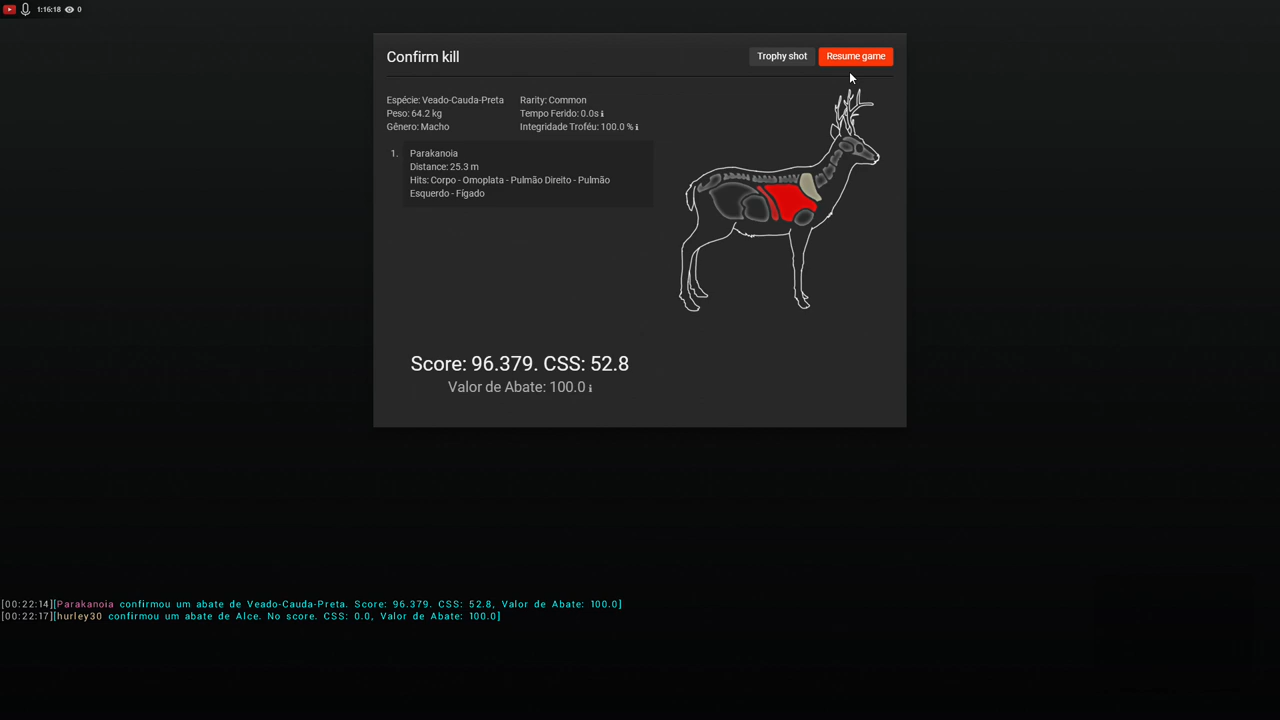 1:16:18 0
Confirm kill
Trophy shot
Resume game
Espécie: Veado-Cauda-Preta
Peso: 64.2 kg
Gênero: Macho
Rarity: Common
Tempo Ferido: 0.0s
Integridade Troféu: 100.0 %
1. Parakanoia
Distance: 25.3 m
Hits: Corpo - Omoplata - Pulmão Direito - Pulmão
Esquerdo - Fígado
Score: 96.379. CSS: 52.8
Valor de Abate: 100.0
[00:22:14][Parakanoia confirmou um abate de Veado-Cauda-Preta. Score: 96.379. CSS: 52.8, Valor de Abate: 100.0]
[00:22:17][hurley30 confirmou um abate de Alce. No score. CSS: 0.0, Valor de Abate: 100.0]